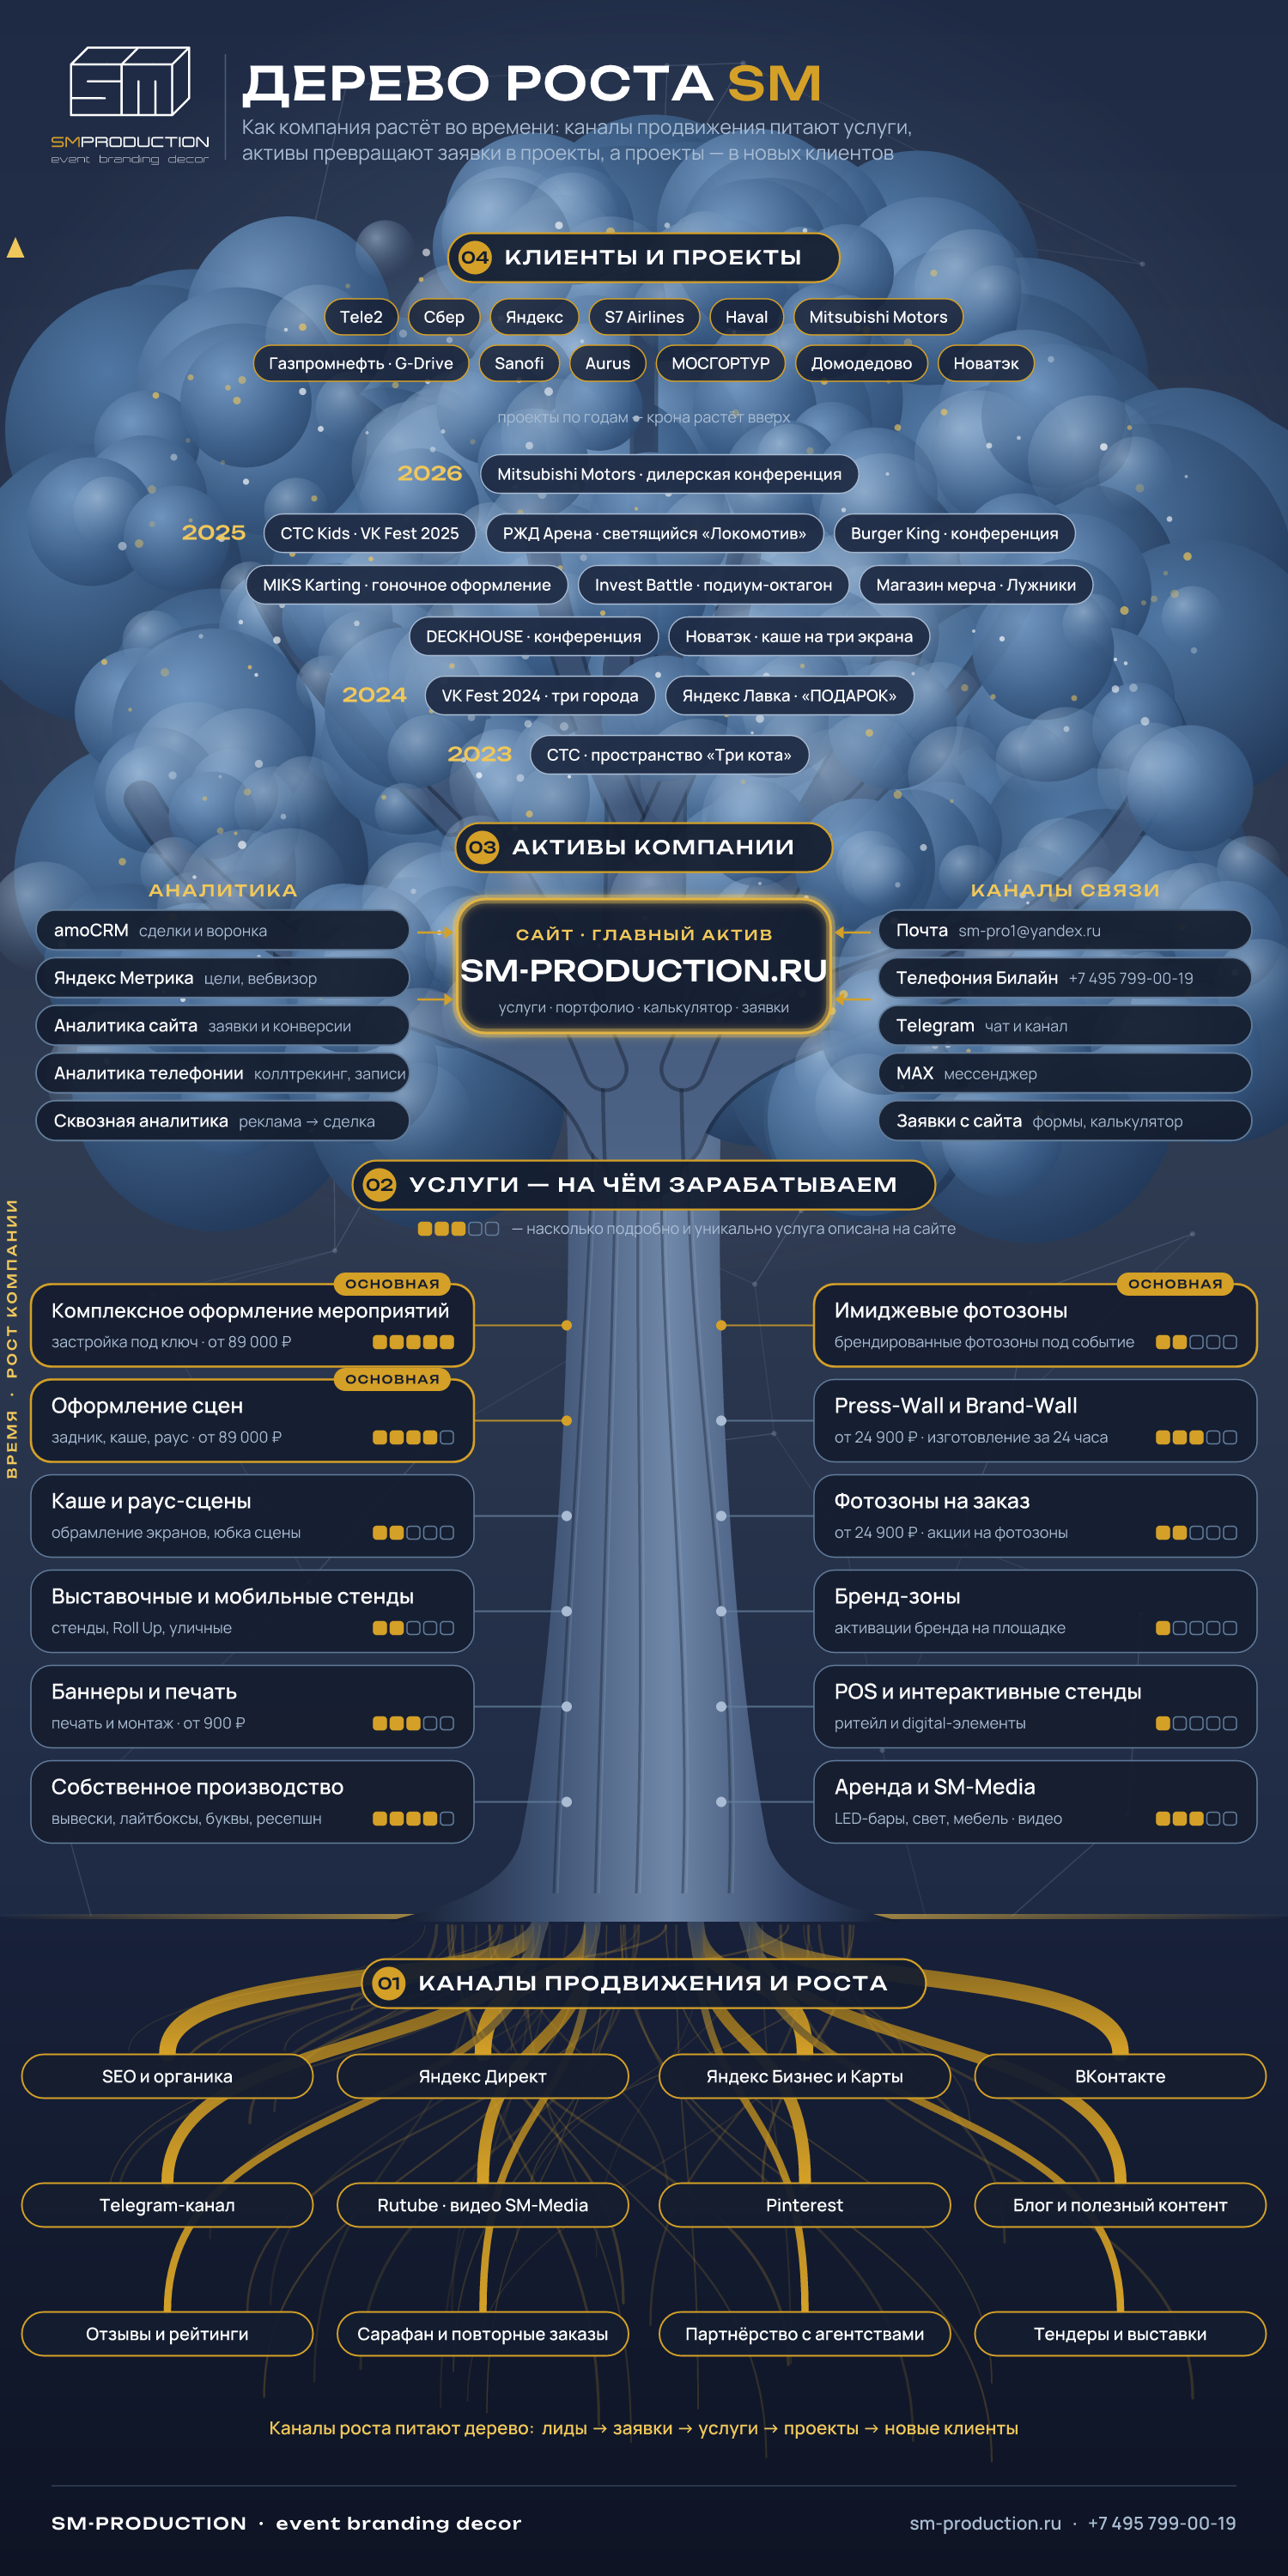 SM
SMPRODUCTION
event branding decor
ДЕРЕВО РОСТА SM
Как компания растёт во времени: каналы продвижения питают услуги,
активы превращают заявки в проекты, а проекты — в новых клиентов
04 КЛИЕНТЫ И ПРОЕКТЫ
Tele2 Сбер Яндекс S7 Airlines Haval Mitsubishi Motors
Газпромнефть · G-Drive Sanofi Aurus МОСГОРТУР Домодедово Новатэк
проекты по годам — крона растёт вверх
2026 Mitsubishi Motors · дилерская конференция
2025 СТС Kids · VK Fest 2025 РЖД Арена · светящийся «Локомотив» Burger King · конференция
MIKS Karting · гоночное оформление Invest Battle · подиум-октагон Магазин мерча · Лужники
DECKHOUSE · конференция Новатэк · каше на три экрана
2024 VK Fest 2024 · три города Яндекс Лавка · «ПОДАРОК»
2023 СТС · пространство «Три кота»
03 АКТИВЫ КОМПАНИИ
АНАЛИТИКА
amoCRM сделки и воронка
Яндекс Метрика цели, вебвизор
Аналитика сайта заявки и конверсии
Аналитика телефонии коллтрекинг, записи
Сквозная аналитика реклама → сделка
САЙТ · ГЛАВНЫЙ АКТИВ
SM-PRODUCTION.RU
услуги · портфолио · калькулятор · заявки
КАНАЛЫ СВЯЗИ
Почта sm-pro1@yandex.ru
Телефония Билайн +7 495 799-00-19
Telegram чат и канал
MAX мессенджер
Заявки с сайта формы, калькулятор
02 УСЛУГИ — НА ЧЁМ ЗАРАБАТЫВАЕМ
— насколько подробно и уникально услуга описана на сайте
ВРЕМЯ · РОСТ КОМПАНИИ
ОСНОВНАЯ
Комплексное оформление мероприятий
застройка под ключ · от 89 000 ₽
ОСНОВНАЯ
Оформление сцен
задник, каше, раус · от 89 000 ₽
Каше и раус-сцены
обрамление экранов, юбка сцены
Выставочные и мобильные стенды
стенды, Roll Up, уличные
Баннеры и печать
печать и монтаж · от 900 ₽
Собственное производство
вывески, лайтбоксы, буквы, ресепшн
ОСНОВНАЯ
Имиджевые фотозоны
брендированные фотозоны под событие
Press-Wall и Brand-Wall
от 24 900 ₽ · изготовление за 24 часа
Фотозоны на заказ
от 24 900 ₽ · акции на фотозоны
Бренд-зоны
активации бренда на площадке
POS и интерактивные стенды
ритейл и digital-элементы
Аренда и SM-Media
LED-бары, свет, мебель · видео
01 КАНАЛЫ ПРОДВИЖЕНИЯ И РОСТА
SEO и органика Яндекс Директ Яндекс Бизнес и Карты ВКонтакте
Telegram-канал Rutube · видео SM-Media Pinterest Блог и полезный контент
Отзывы и рейтинги Сарафан и повторные заказы Партнёрство с агентствами Тендеры и выставки
Каналы роста питают дерево: лиды → заявки → услуги → проекты → новые клиенты
SM-PRODUCTION · event branding decor
sm-production.ru · +7 495 799-00-19